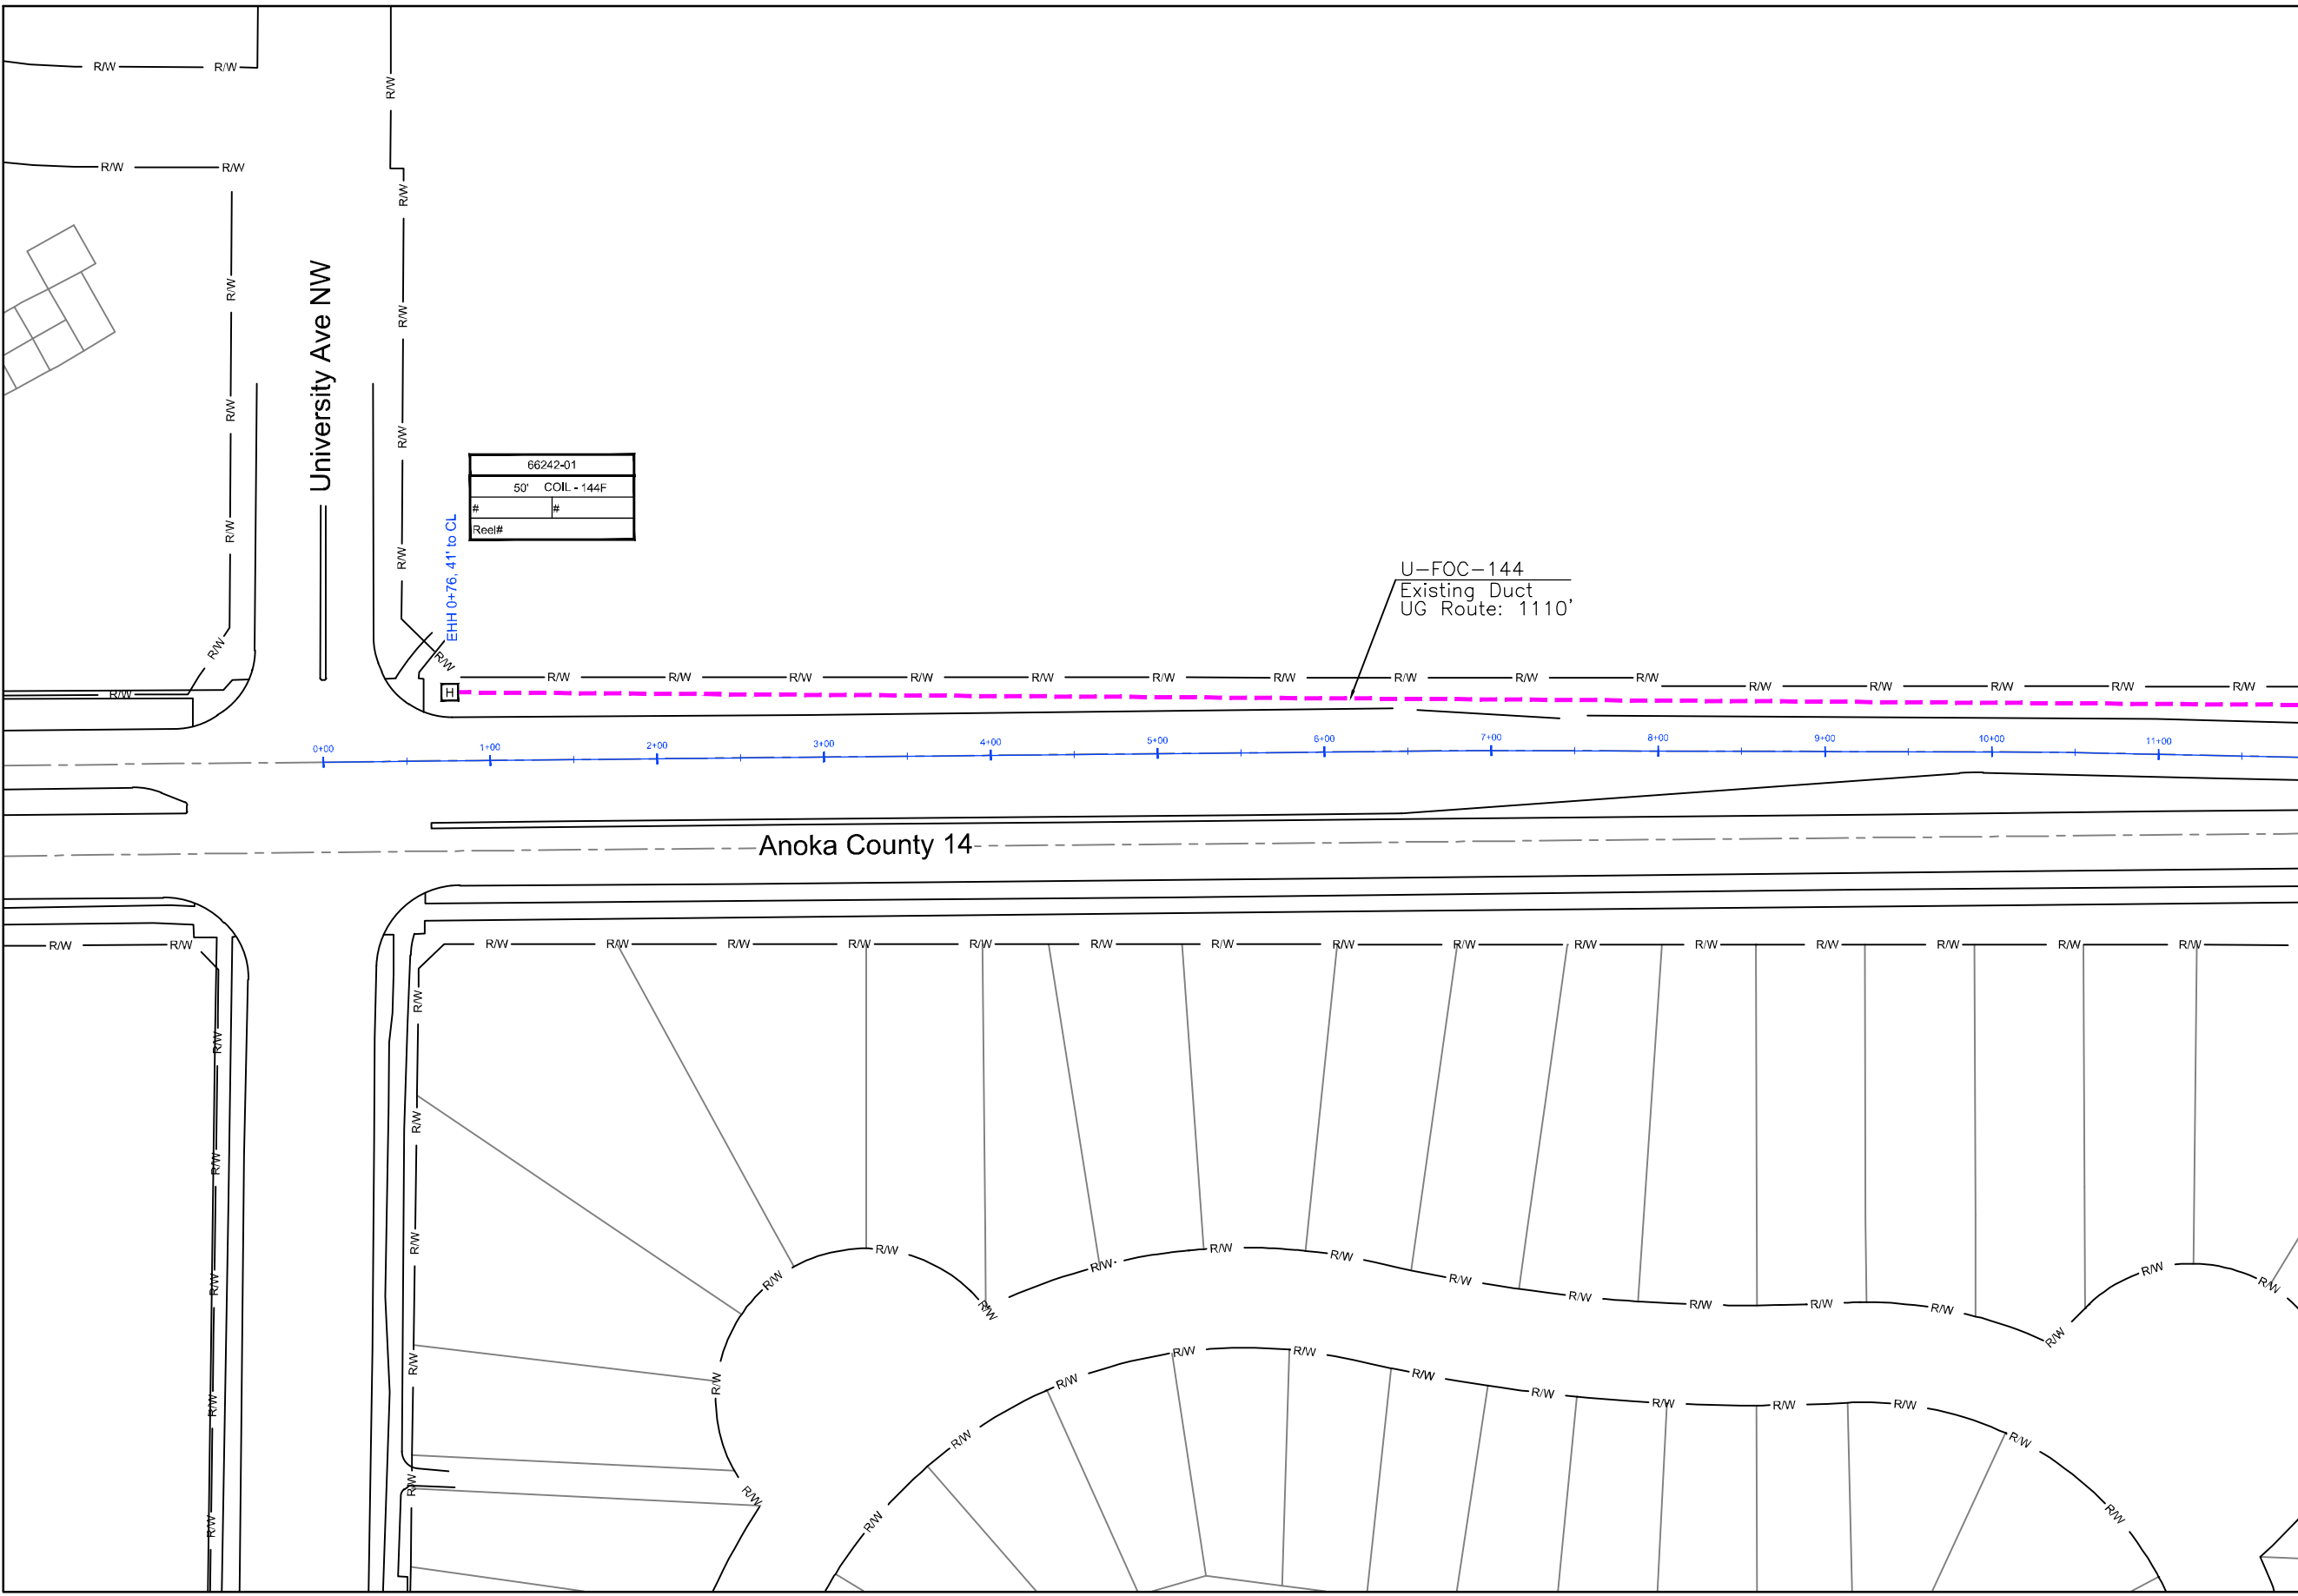 R/W R/W
R/W
R/W R/W
R/W
R/W
R/W
R/W
R/W
R/W
R/W
R/W
R/W
R/W
R/W
University Ave NW
66242-01
50' COIL - 144F
# #
Reel#
EHH 0+76, 41' to CL
U-FOC-144
Existing Duct
UG Route: 1110'
H
R/W R/W R/W R/W R/W R/W R/W R/W R/W R/W R/W R/W R/W R/W R/W
0+00 1+00 2+00 3+00 4+00 5+00 6+00 7+00 8+00 9+00 10+00 11+00
Anoka County 14
R/W R/W R/W R/W R/W R/W R/W R/W R/W R/W R/W R/W R/W R/W R/W R/W R/W
R/W
R/W
R/W
R/W
R/W
R/W
R/W
R/W
R/W
R/W
R/W R/W R/W R/W R/W R/W R/W R/W R/W R/W R/W R/W R/W R/W
R/W
R/W
R/W R/W R/W R/W R/W R/W R/W R/W R/W R/W R/W R/W